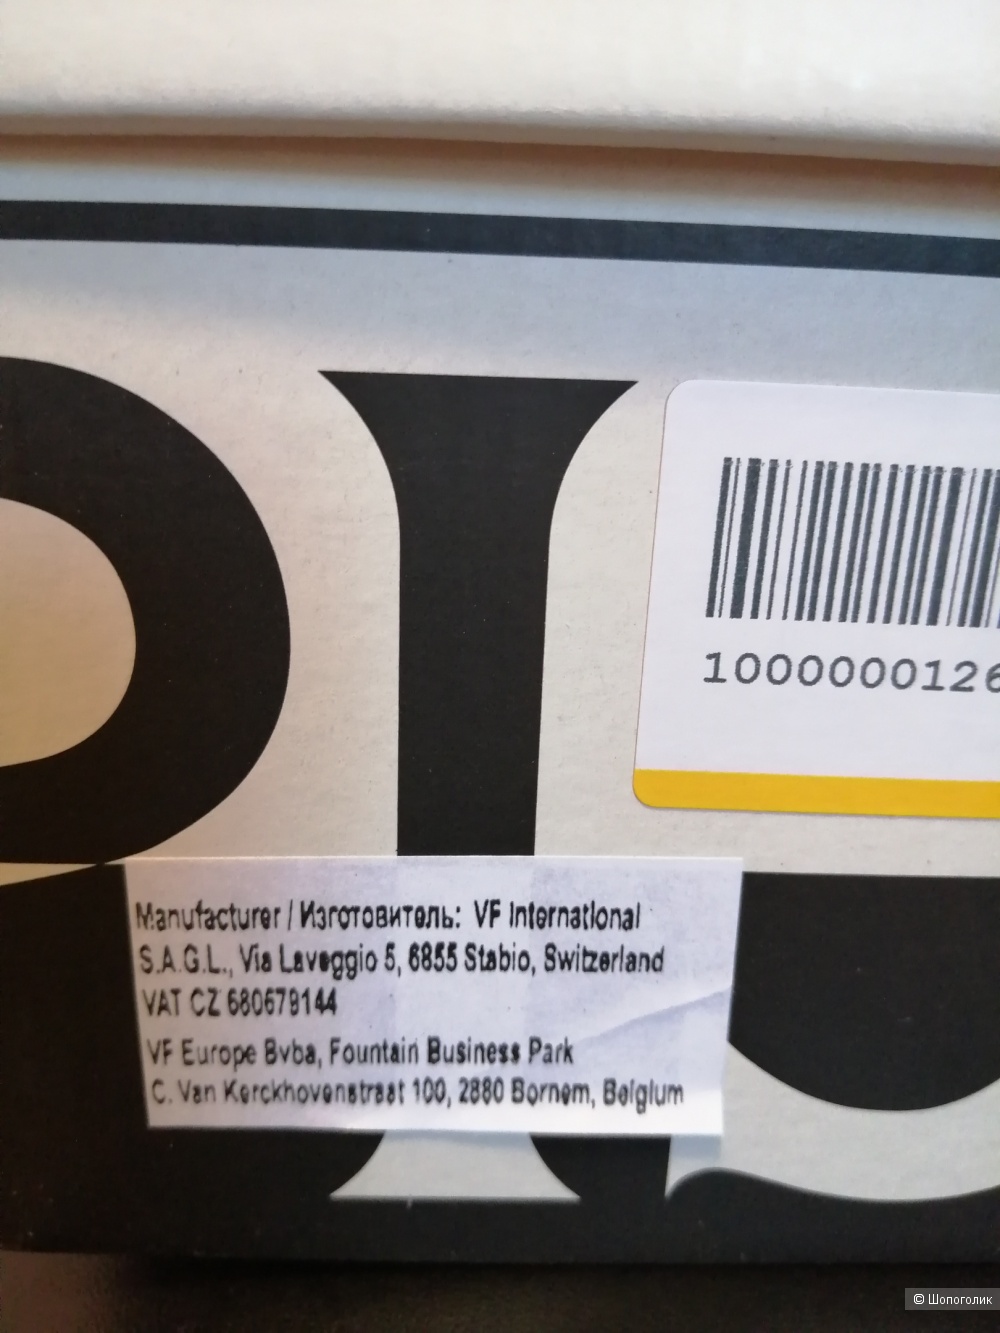 1000000126
Manufacturer / Изготовитель: VF International
S.A.G.L., Via Laveggio 5, 6855 Stabio, Switzerland
VAT CZ 680679144
VF Europe Bvba, Fountain Business Park
C. Van Kerckhovenstraat 100, 2880 Bornem, Belgium
© Шопоголик